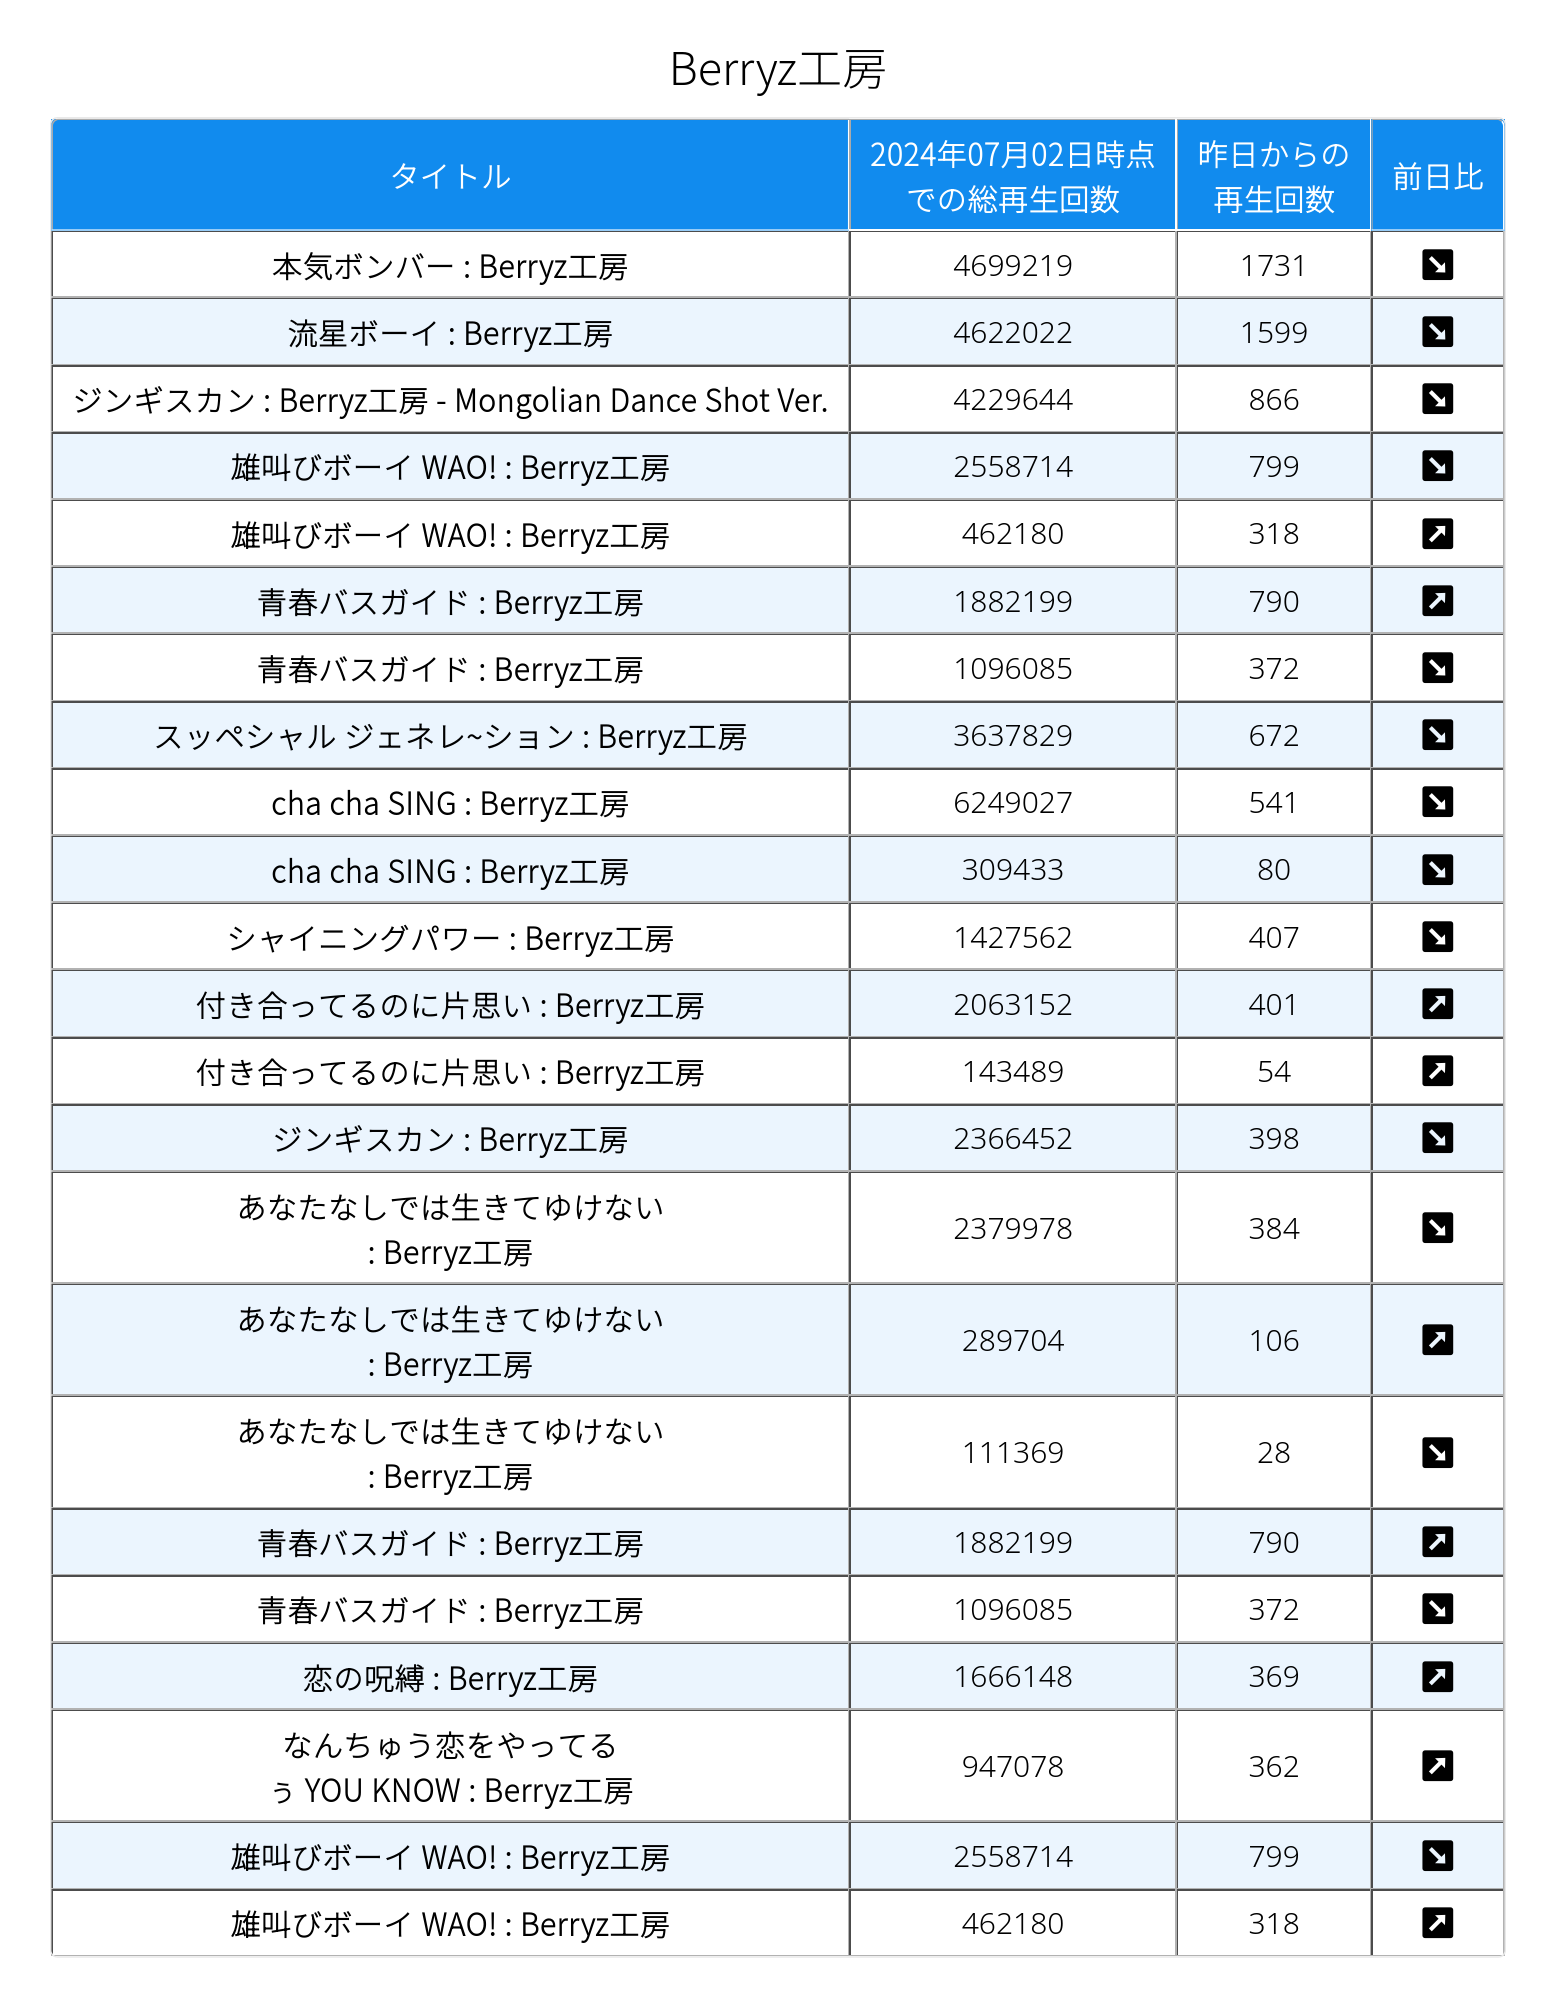 Berryz工房
タイトル
2024年07月02日時点
での総再生回数
昨日からの
再生回数
前日比
本気ボンバー : Berryz工房 4699219 1731
流星ボーイ : Berryz工房 4622022 1599
ジンギスカン : Berryz工房 - Mongolian Dance Shot Ver. 4229644 866
雄叫びボーイ WAO! : Berryz工房 2558714 799
雄叫びボーイ WAO! : Berryz工房 462180 318
青春バスガイド : Berryz工房 1882199 790
青春バスガイド : Berryz工房 1096085 372
スッペシャル ジェネレ~ション : Berryz工房 3637829 672
cha cha SING : Berryz工房 6249027 541
cha cha SING : Berryz工房 309433 80
シャイニングパワー : Berryz工房 1427562 407
付き合ってるのに片思い : Berryz工房 2063152 401
付き合ってるのに片思い : Berryz工房 143489 54
ジンギスカン : Berryz工房 2366452 398
あなたなしでは生きてゆけない
: Berryz工房 2379978 384
あなたなしでは生きてゆけない
: Berryz工房 289704 106
あなたなしでは生きてゆけない
: Berryz工房 111369 28
青春バスガイド : Berryz工房 1882199 790
青春バスガイド : Berryz工房 1096085 372
恋の呪縛 : Berryz工房 1666148 369
なんちゅう恋をやってる
ぅ YOU KNOW : Berryz工房 947078 362
雄叫びボーイ WAO! : Berryz工房 2558714 799
雄叫びボーイ WAO! : Berryz工房 462180 318